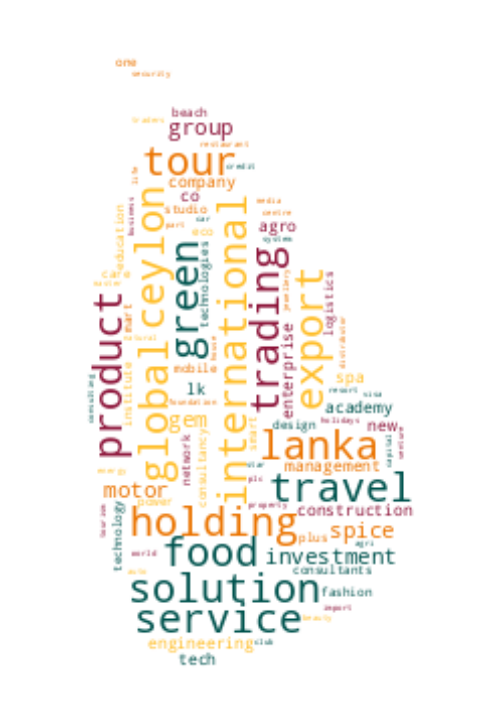 one
security
beach
traders
group
restaurant
tour
credit
life
company
co
business
ceylon
media
studio
centre
car
part
eco
agro
education
green
technologies
international
system
trading
care
product
global
mart
natural
jewellery
export
logistics
distributor
institute
house
enterprise
mobile
spa
consulting
lk
resort
visa
foundation
academy
gem
smart
design
holidays
new
venture
lanka
capital
network
consultancy
star
management
energy
plc
travel
motor
power
property
construction
tourism
technology
holding
spice
plus
food
agri
world
investment
auto
consultants
solution
fashion
import
service
beauty
engineering
club
tech